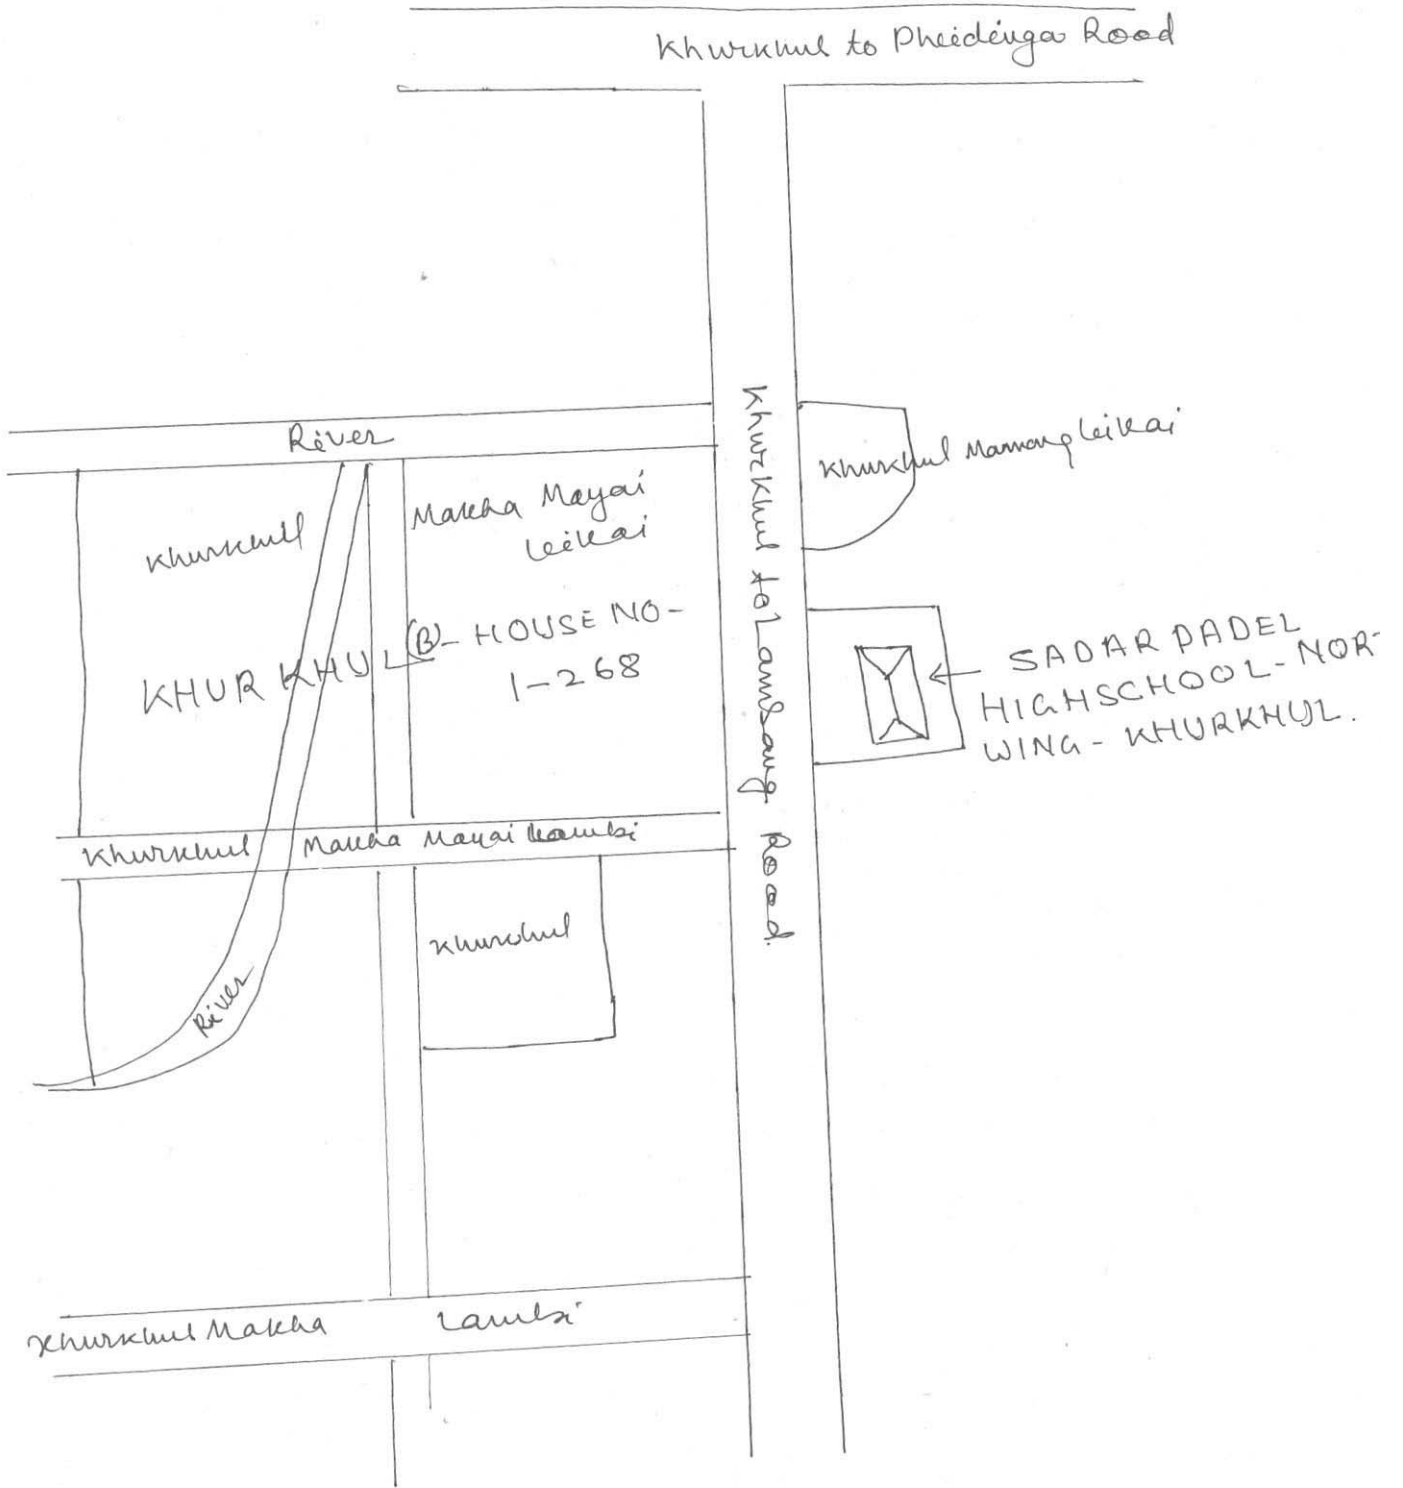 Khurkhul to Pheidinga Road
River
Khurkhul to Lamsang Road
Khurkhul Mamang Leikai
Khurkhull
Makha Mayai
Leikai
KHURKHUL (B) - HOUSE NO-
1-268
SADAR PADEL
HIGHSCHOOL-NOR-
WING - KHURKHUL.
Khurkhul Makha Mayai Lambi
Khurkhul
River
Khurkhul Makha Lambi